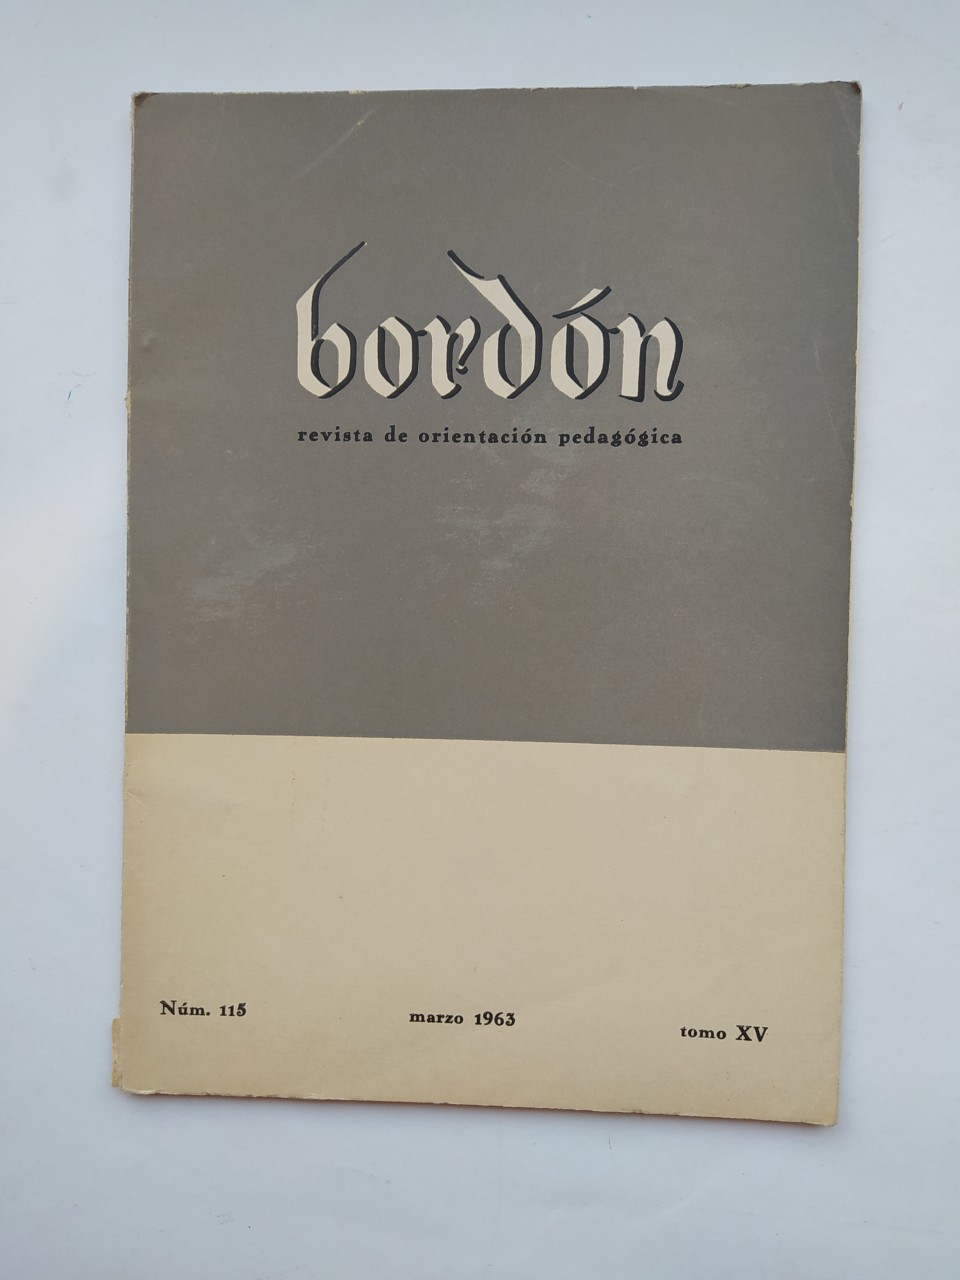 bordón
revista de orientación pedagógica
Núm. 115
marzo 1963
tomo XV